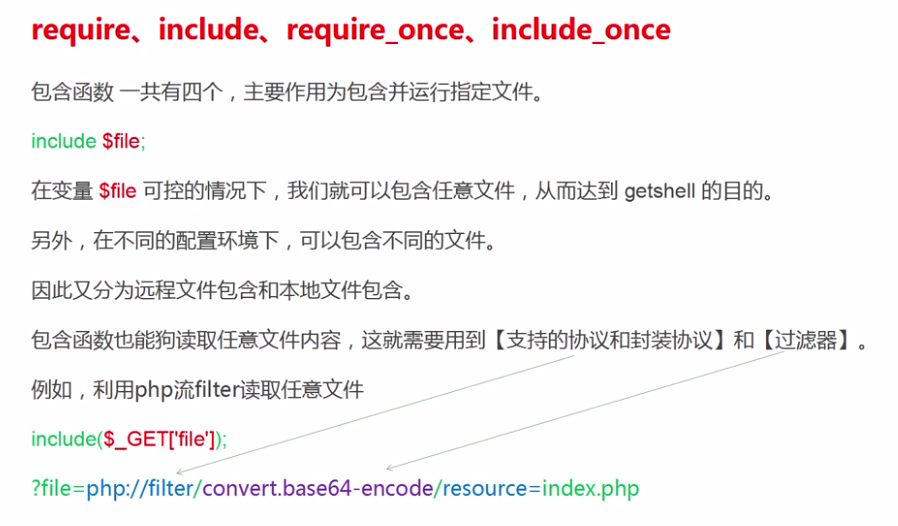 require、include、require_once、include_once
包含函数 一共有四个，主要作用为包含并运行指定文件。
include $file;
在变量 $file 可控的情况下，我们就可以包含任意文件，从而达到 getshell 的目的。
另外，在不同的配置环境下，可以包含不同的文件。
因此又分为远程文件包含和本地文件包含。
包含函数也能狗读取任意文件内容，这就需要用到【支持的协议和封装协议】和【过滤器】。
例如，利用php流filter读取任意文件
include($_GET['file']);
?file=php://filter/convert.base64-encode/resource=index.php